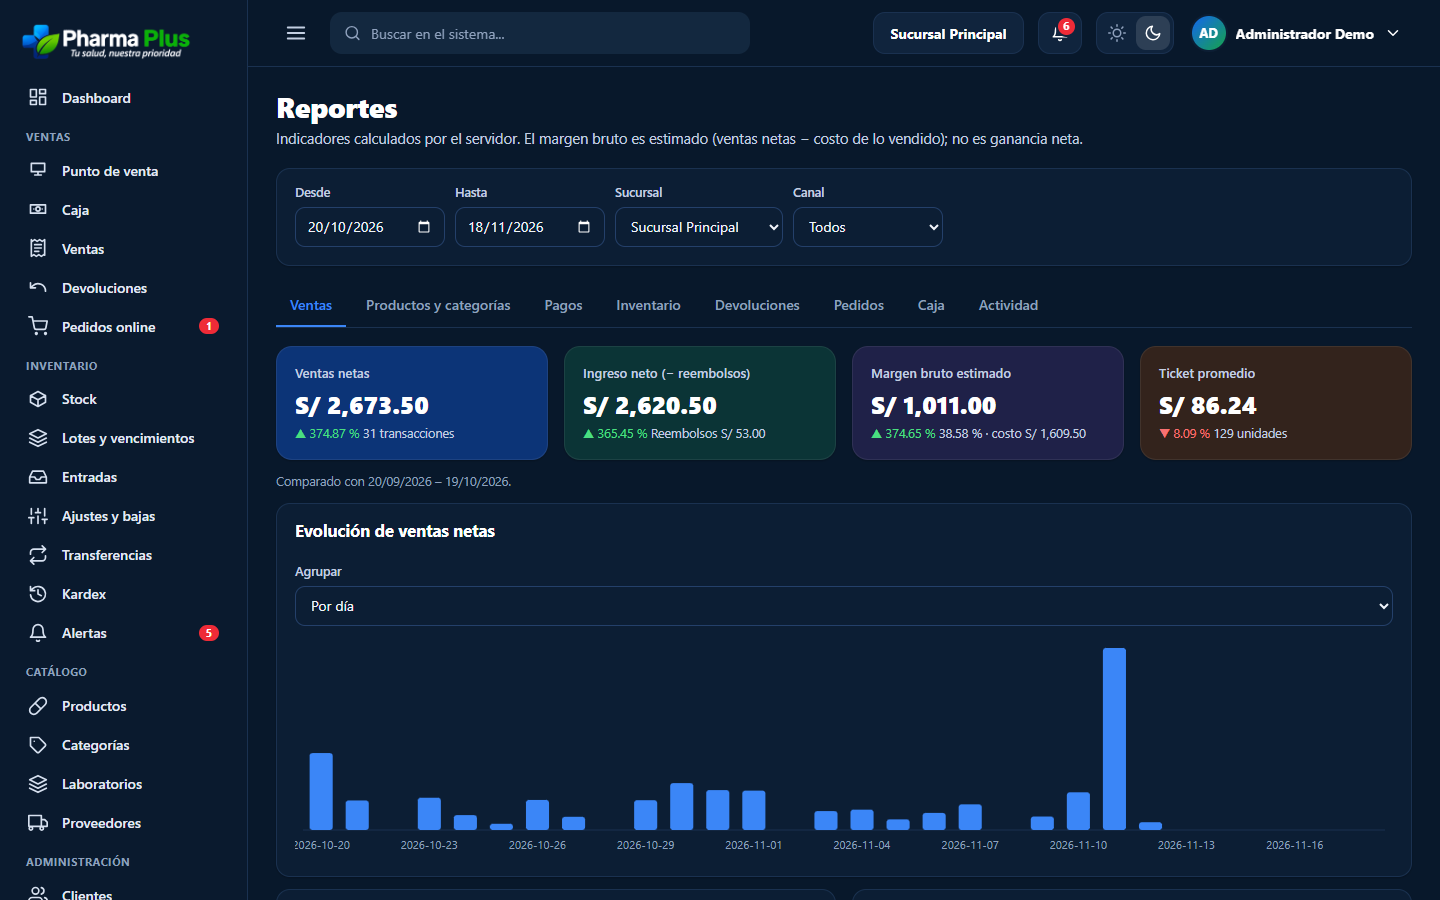 Pharma Plus
Tu salud, nuestra prioridad
Dashboard
VENTAS
Punto de venta
Caja
Ventas
Devoluciones
Pedidos online 1
INVENTARIO
Stock
Lotes y vencimientos
Entradas
Ajustes y bajas
Transferencias
Kardex
Alertas 5
CATÁLOGO
Productos
Categorías
Laboratorios
Proveedores
ADMINISTRACIÓN
Clientes
Buscar en el sistema...
Sucursal Principal
6
AD Administrador Demo
Reportes
Indicadores calculados por el servidor. El margen bruto es estimado (ventas netas − costo de lo vendido); no es ganancia neta.
Desde Hasta Sucursal Canal
20/10/2026 18/11/2026 Sucursal Principal Todos
Ventas Productos y categorías Pagos Inventario Devoluciones Pedidos Caja Actividad
Ventas netas
S/ 2,673.50
▲ 374.87 % 31 transacciones
Ingreso neto (− reembolsos)
S/ 2,620.50
▲ 365.45 % Reembolsos S/ 53.00
Margen bruto estimado
S/ 1,011.00
▲ 374.65 % 38.58 % · costo S/ 1,609.50
Ticket promedio
S/ 86.24
▼ 8.09 % 129 unidades
Comparado con 20/09/2026 – 19/10/2026.
Evolución de ventas netas
Agrupar
Por día
2026-10-20 2026-10-23 2026-10-26 2026-10-29 2026-11-01 2026-11-04 2026-11-07 2026-11-10 2026-11-13 2026-11-16